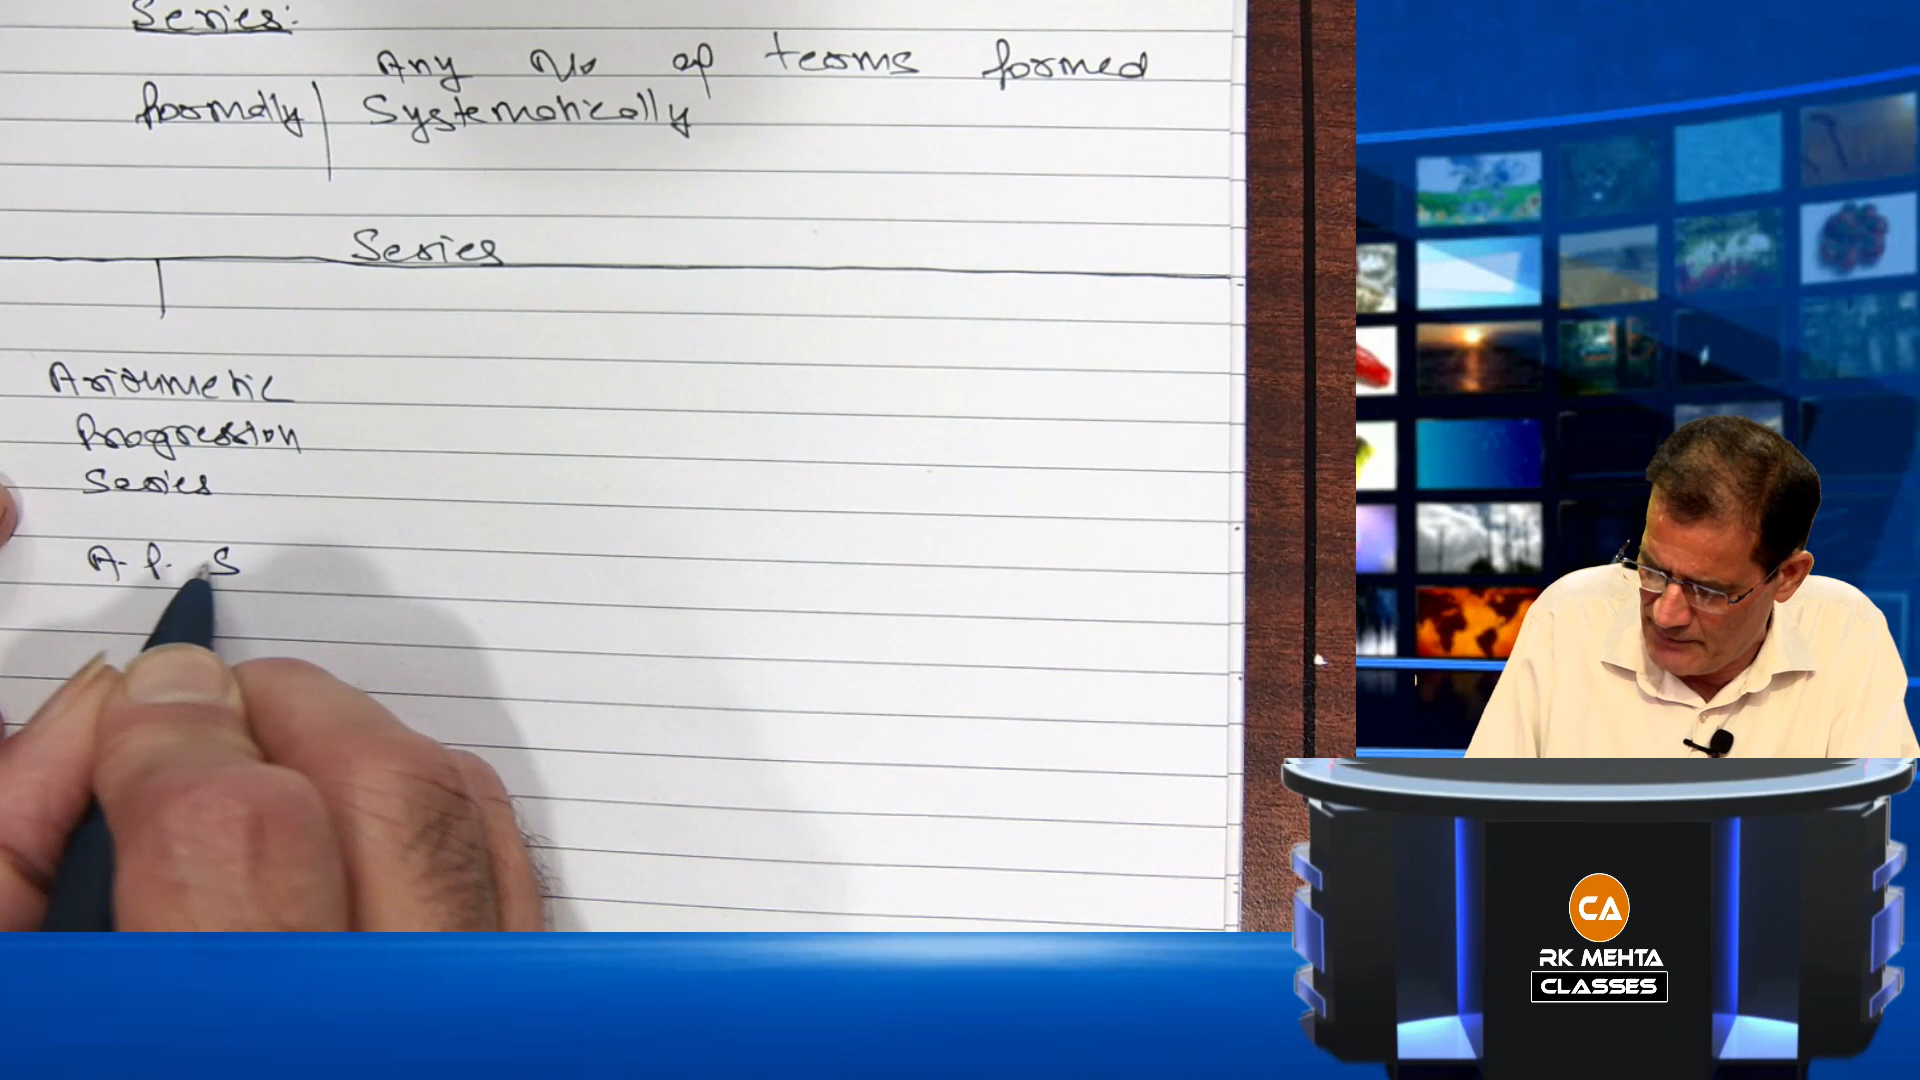 Series:
Any No of terms formed
formally / Systematically
Series
Arithmetic
Progression
Series
A. P. S
CA
RK MEHTA
CLASSES